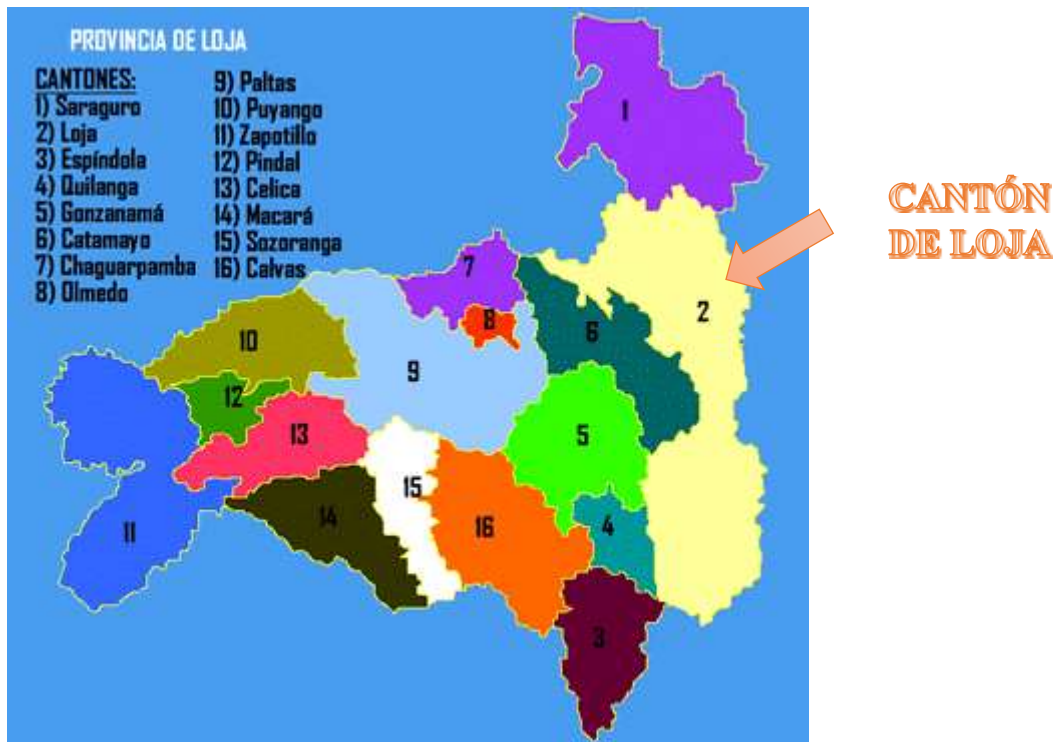 PROVINCIA DE LOJA
CANTONES:
1) Saraguro
2) Loja
3) Espíndola
4) Quilanga
5) Gonzanamá
6) Catamayo
7) Chaguarpamba
8) Olmedo
9) Paltas
10) Puyango
11) Zapotillo
12) Pindal
13) Celica
14) Macará
15) Sozoranga
16) Calvas
CANTÓN
DE LOJA
1
2
7
8
6
10
9
12
13
5
15
14
16
4
11
3